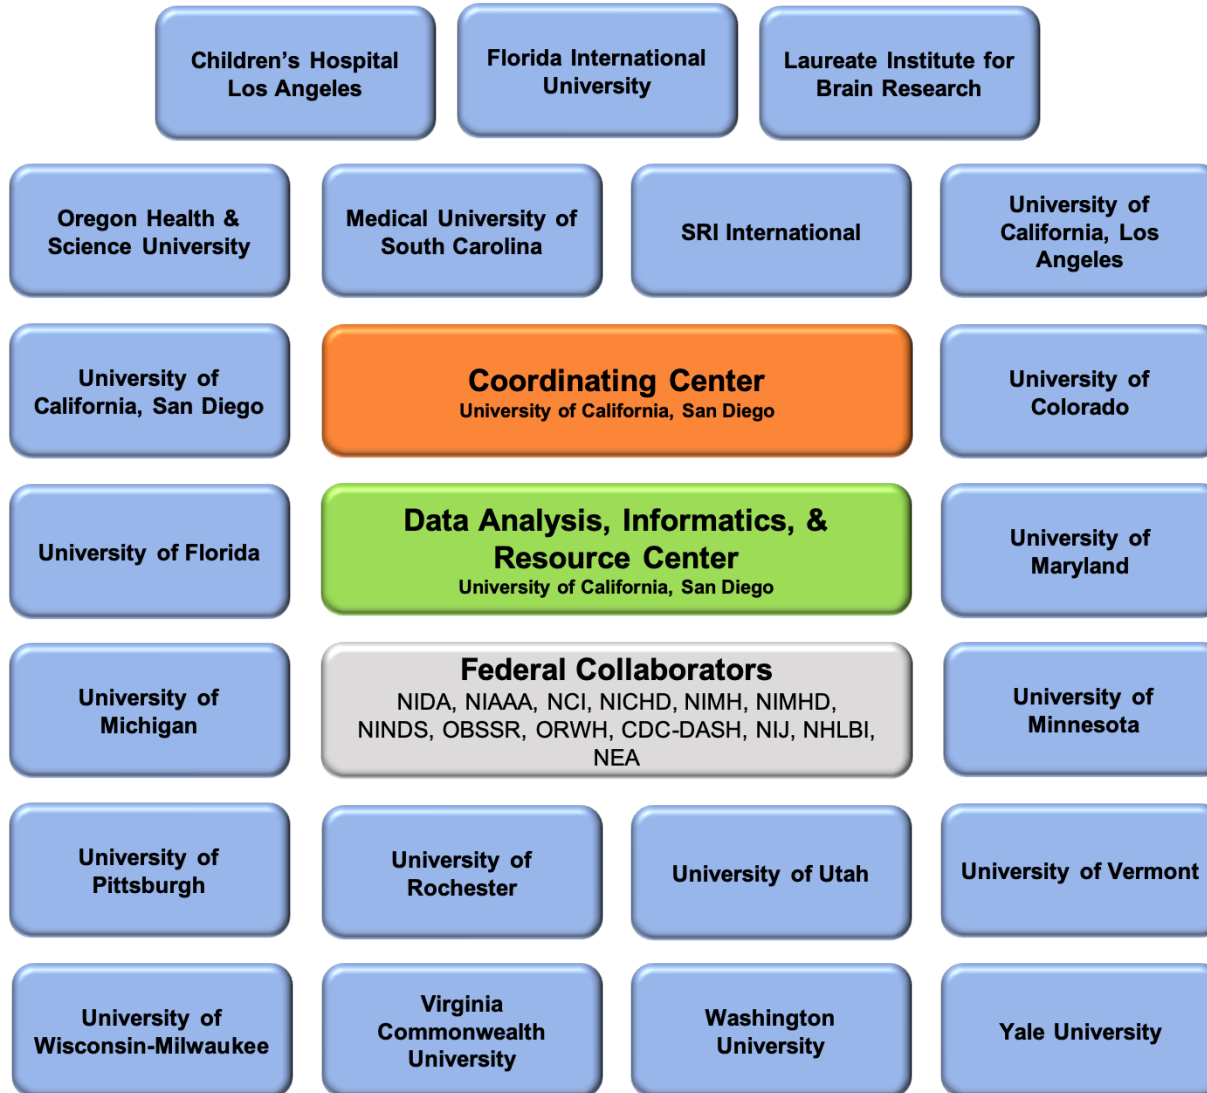 Children's Hospital
Los Angeles
Florida International
University
Laureate Institute for
Brain Research
Oregon Health &
Science University
Medical University of
South Carolina
SRI International
University of
California, Los
Angeles
University of
California, San Diego
Coordinating Center
University of California, San Diego
University of
Colorado
University of Florida
Data Analysis, Informatics, &
Resource Center
University of California, San Diego
University of
Maryland
University of
Michigan
Federal Collaborators
NIDA, NIAAA, NCI, NICHD, NIMH, NIMHD,
NINDS, OBSSR, ORWH, CDC-DASH, NIJ, NHLBI,
NEA
University of
Minnesota
University of
Pittsburgh
University of
Rochester
University of Utah
University of Vermont
University of
Wisconsin-Milwaukee
Virginia
Commonwealth
University
Washington
University
Yale University